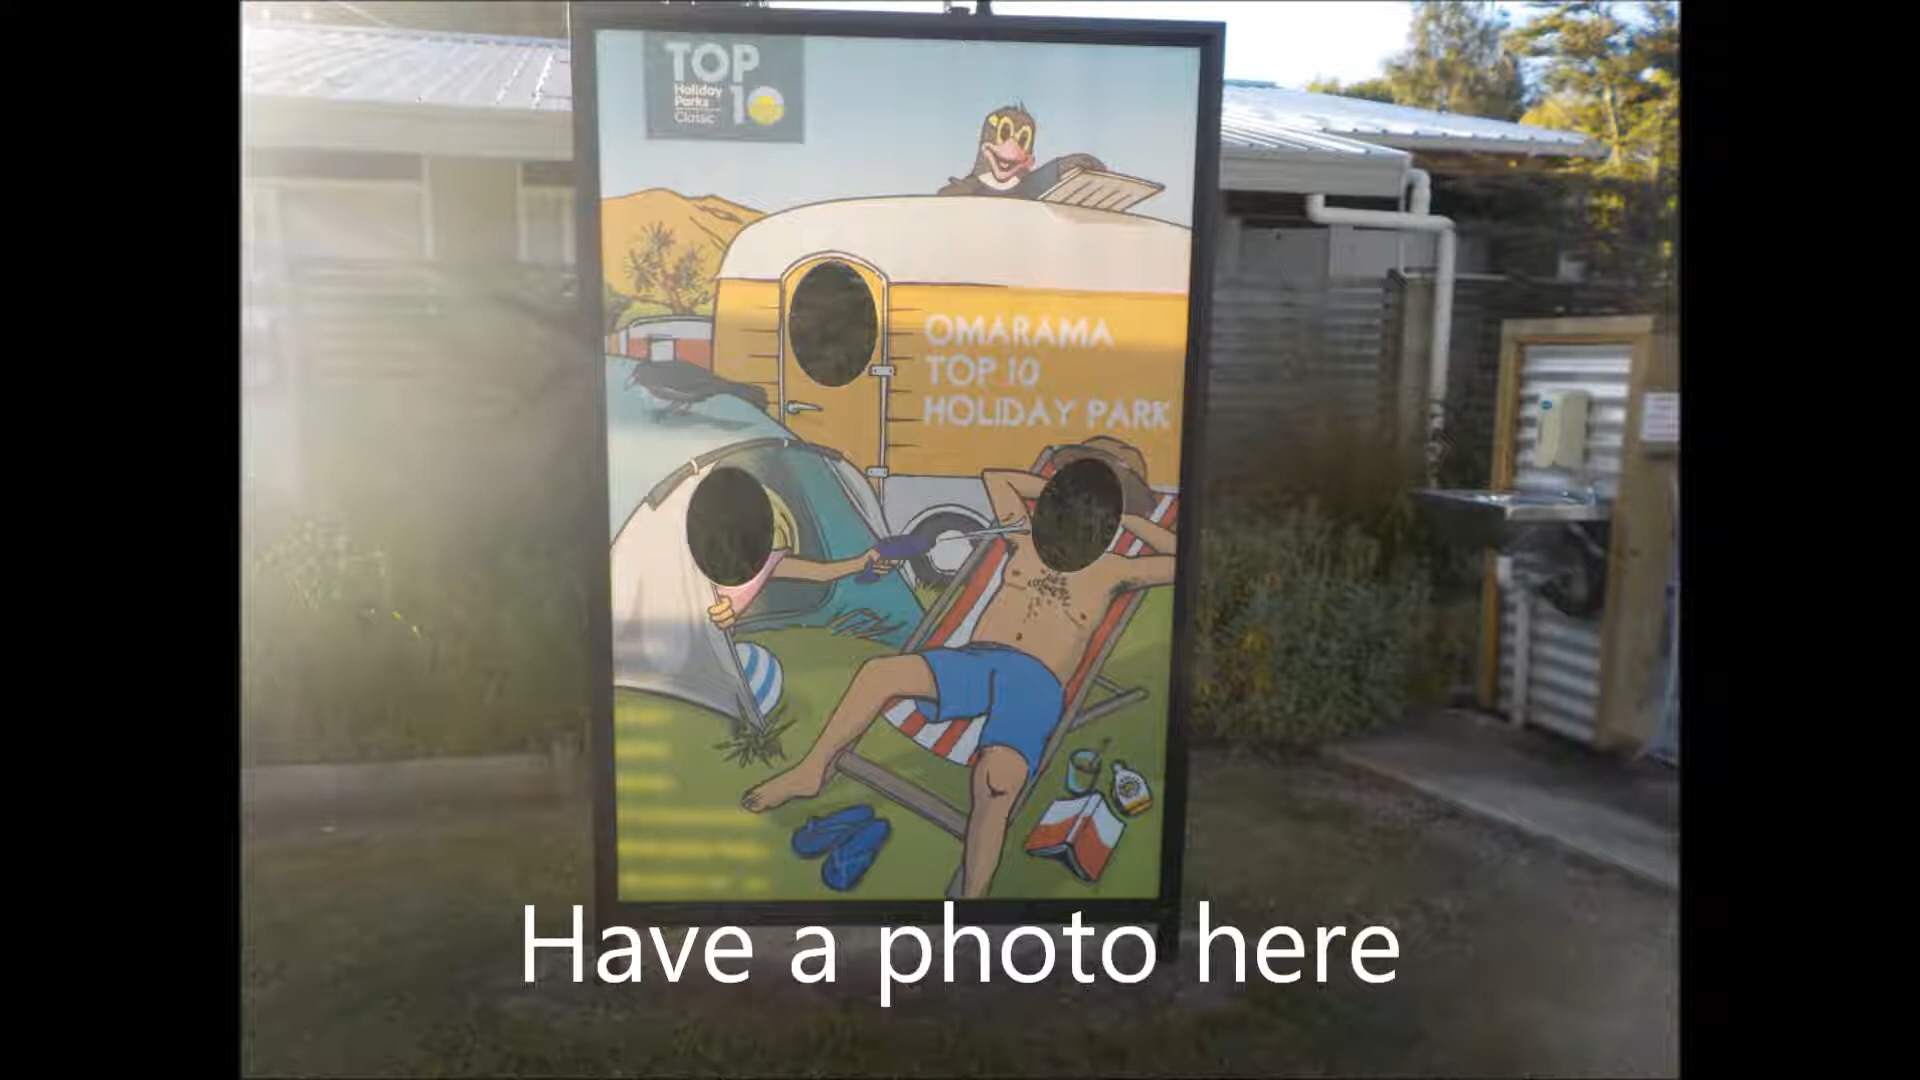 TOP
Holiday
Parks
10
Classic
OMARAMA
TOP 10
HOLIDAY PARK
Have a photo here